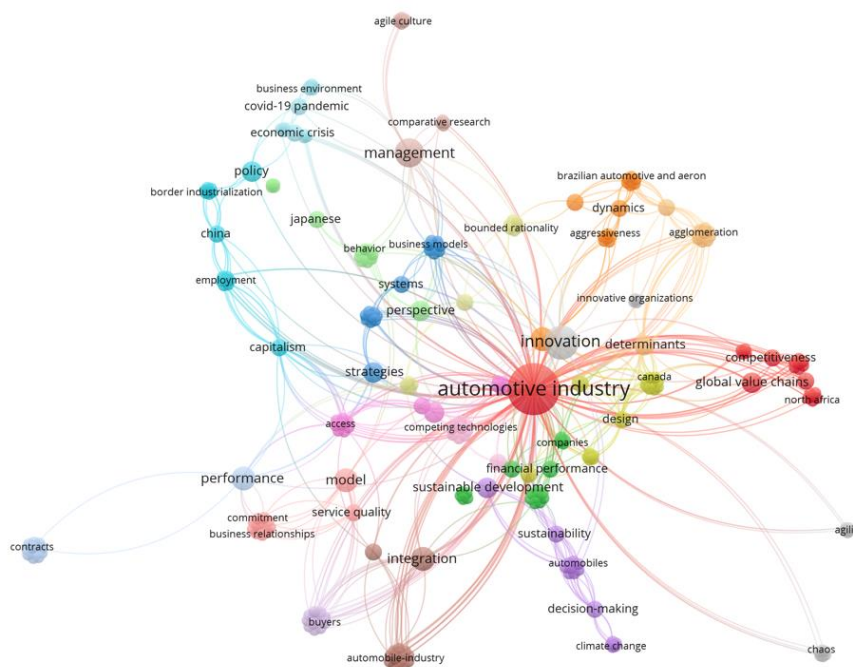 agile culture
business environment
covid-19 pandemic
comparative research
economic crisis
management
policy
brazilian automotive and aeron
border industrialization
dynamics
japanese
bounded rationality
china
aggressiveness
agglomeration
behavior
business models
employment
systems
innovative organizations
perspective
capitalism
innovation
determinants
competitiveness
strategies
canada
global value chains
automotive industry
north africa
access
competing technologies
design
companies
performance
financial performance
model
sustainable development
service quality
commitment
business relationships
sustainability
agili
contracts
integration
automobiles
decision-making
buyers
climate change
automobile-industry
chaos